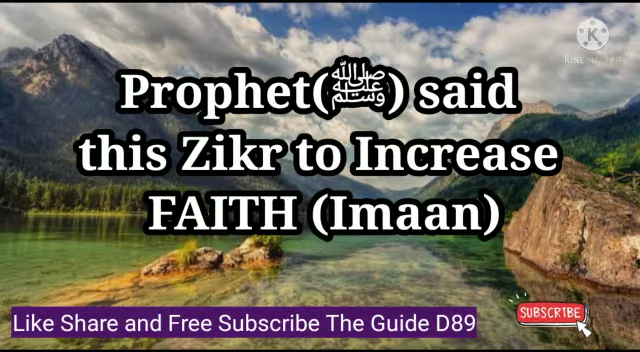 KINEMASTER
Prophet(ﷺ) said
this Zikr to Increase
FAITH (Imaan)
SUBSCRIBE
Like Share and Free Subscribe The Guide D89